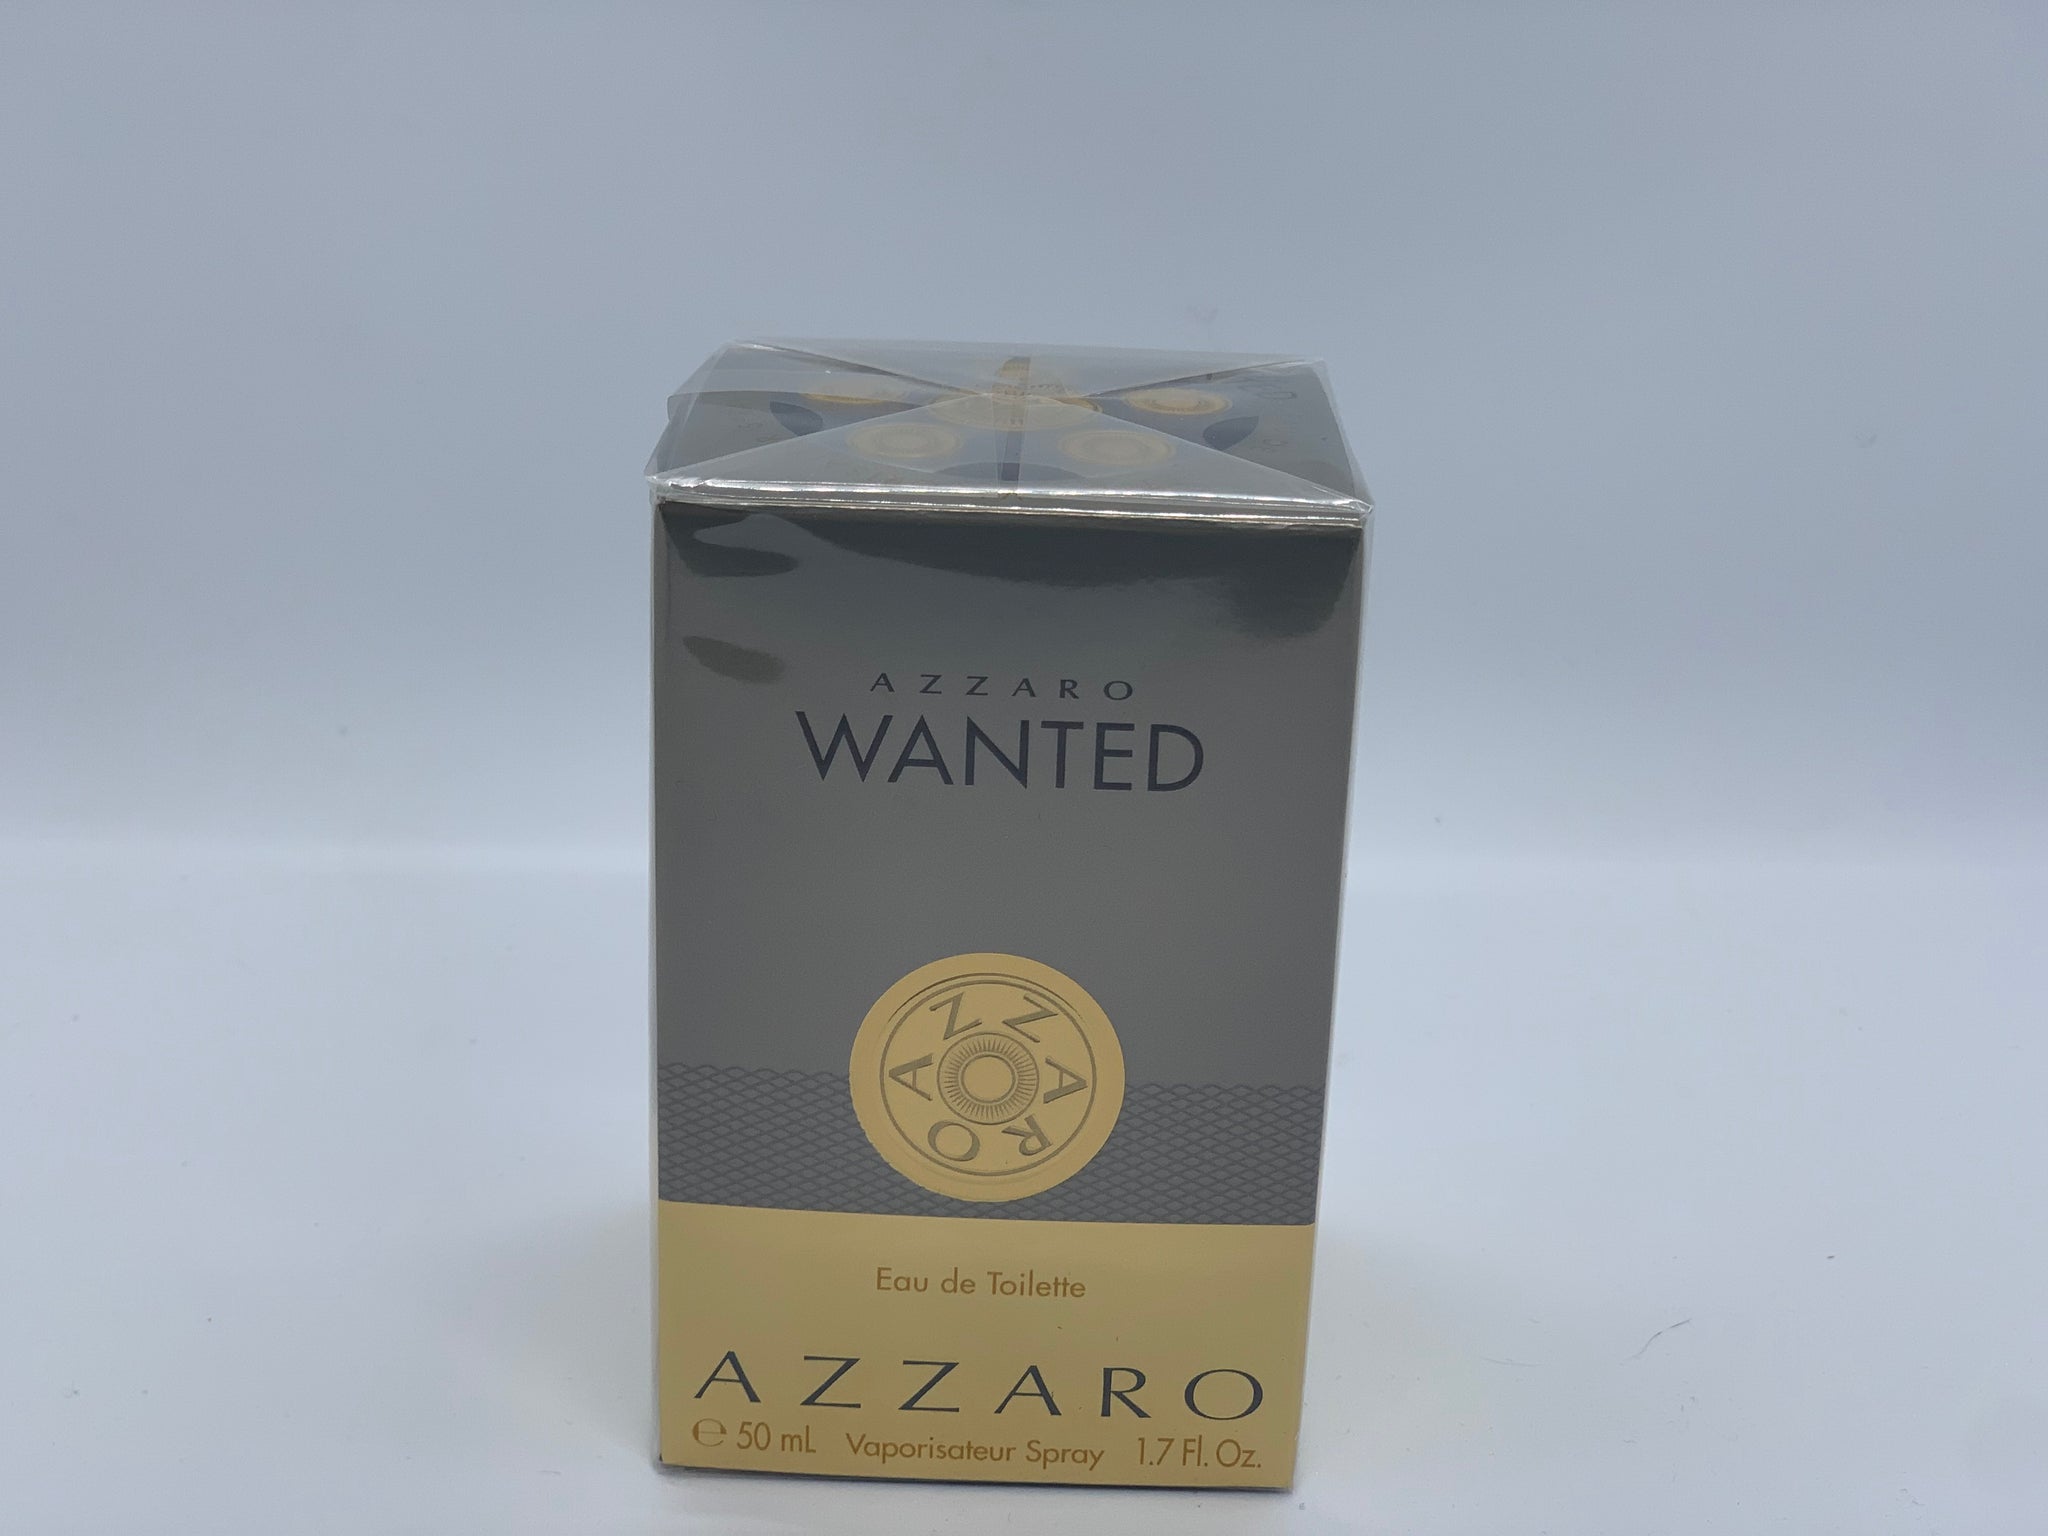 AZZARO
WANTED
AZZARO
Eau de Toilette
AZZARO
℮ 50 mL Vaporisateur Spray 1.7 Fl. Oz.